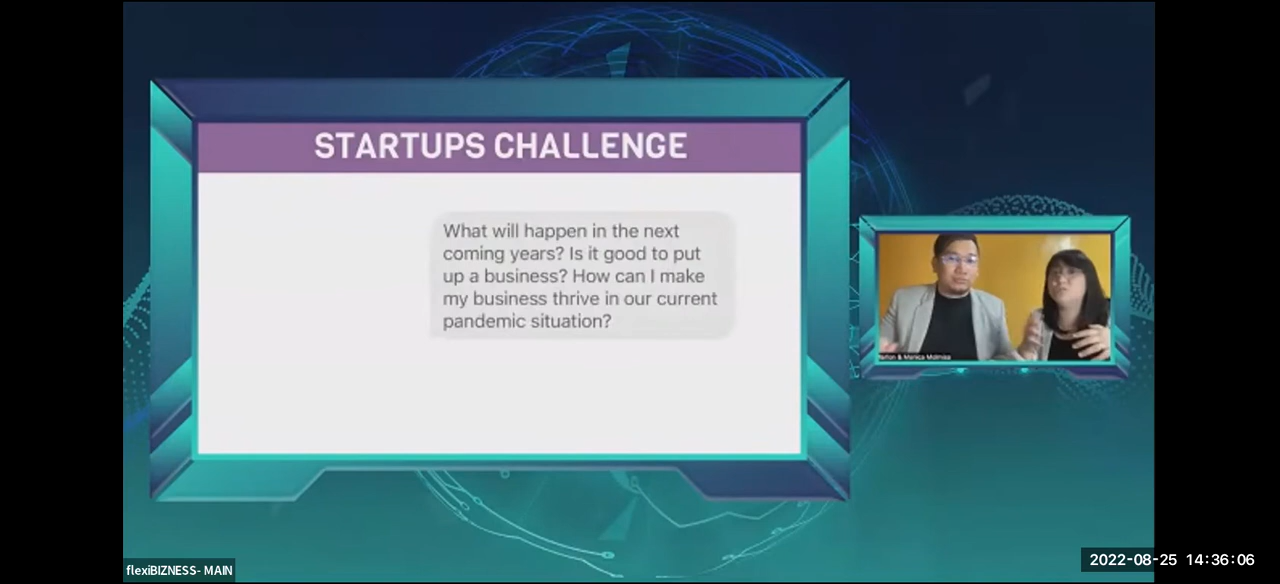 STARTUPS CHALLENGE
What will happen in the next
coming years? Is it good to put
up a business? How can I make
my business thrive in our current
pandemic situation?
& Monica
flexiBIZNESS- MAIN
2022-08-25 14:36:06